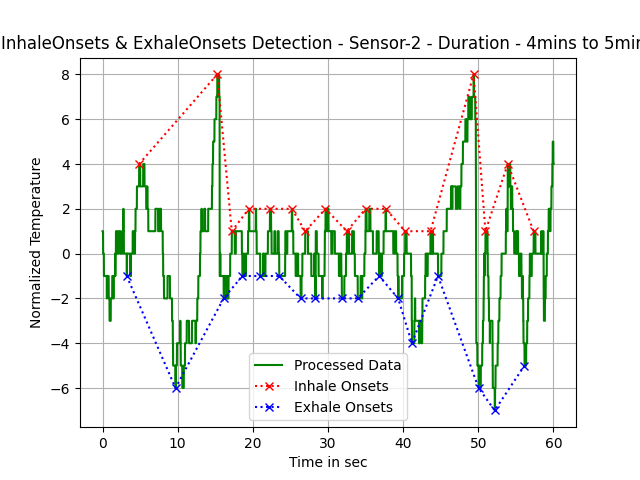 InhaleOnsets & ExhaleOnsets Detection - Sensor-2 - Duration - 4mins to 5min
8
6
4
2
0
−2
−4
−6
Normalized Temperature
Processed Data
Inhale Onsets
Exhale Onsets
0 10 20 30 40 50 60
Time in sec